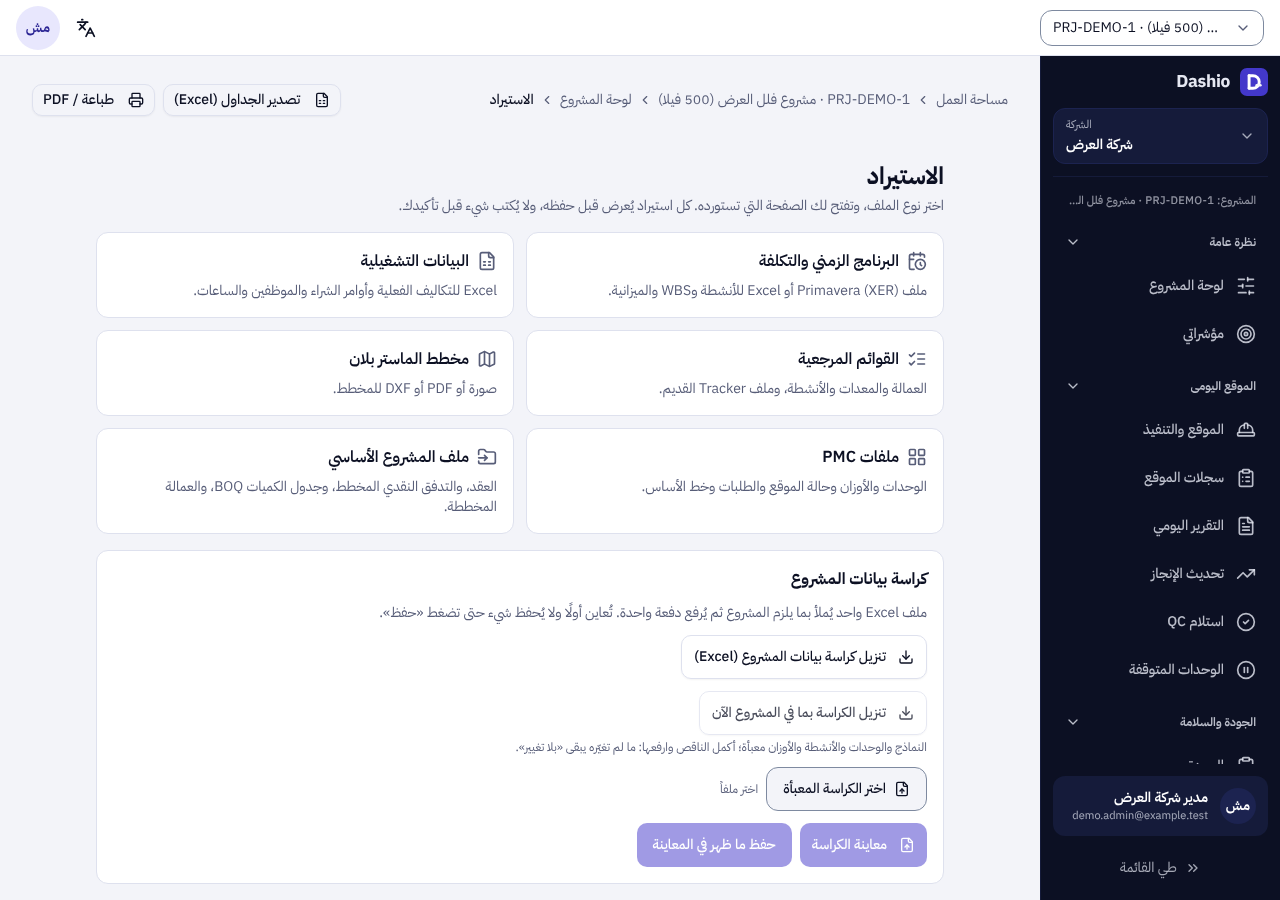 PRJ-DEMO-1 · (500 فيلا) ...
مش
Dashio
الشركة
شركة العرض
المشروع: PRJ-DEMO-1 · مشروع فلل الـ...
نظرة عامة
لوحة المشروع
مؤشراتي
الموقع اليومي
الموقع والتنفيذ
سجلات الموقع
التقرير اليومي
تحديث الإنجاز
استلام QC
الوحدات المتوقفة
الجودة والسلامة
مدير شركة العرض
demo.admin@example.test
مش
طي القائمة
مساحة العمل
PRJ-DEMO-1 · مشروع فلل العرض (500 فيلا)
لوحة المشروع
الاستيراد
تصدير الجداول (Excel)
طباعة / PDF
الاستيراد
اختر نوع الملف، وتفتح لك الصفحة التي تستورده. كل استيراد يُعرض قبل حفظه، ولا يُكتب شيء قبل تأكيدك.
البرنامج الزمني والتكلفة
ملف Primavera (XER) أو Excel للأنشطة وWBS والميزانية.
البيانات التشغيلية
Excel للتكاليف الفعلية وأوامر الشراء والموظفين والساعات.
القوائم المرجعية
العمالة والمعدات والأنشطة، وملف Tracker القديم.
مخطط الماستر بلان
صورة أو PDF أو DXF للمخطط.
ملفات PMC
الوحدات والأوزان وحالة الموقع والطلبات وخط الأساس.
ملف المشروع الأساسي
العقد، والتدفق النقدي المخطط، وجدول الكميات BOQ، والعمالة
المخططة.
كراسة بيانات المشروع
ملف Excel واحد يُملأ بما يلزم المشروع ثم يُرفع دفعة واحدة. تُعاين أولًا ولا يُحفظ شيء حتى تضغط «حفظ».
تنزيل كراسة بيانات المشروع (Excel)
تنزيل الكراسة بما في المشروع الآن
النماذج والوحدات والأنشطة والأوزان معبأة؛ أكمل الناقص وارفعها: ما لم تغيّره يبقى «بلا تغيير».
اختر الكراسة المعبأة
اختر ملفاً
معاينة الكراسة
حفظ ما ظهر في المعاينة